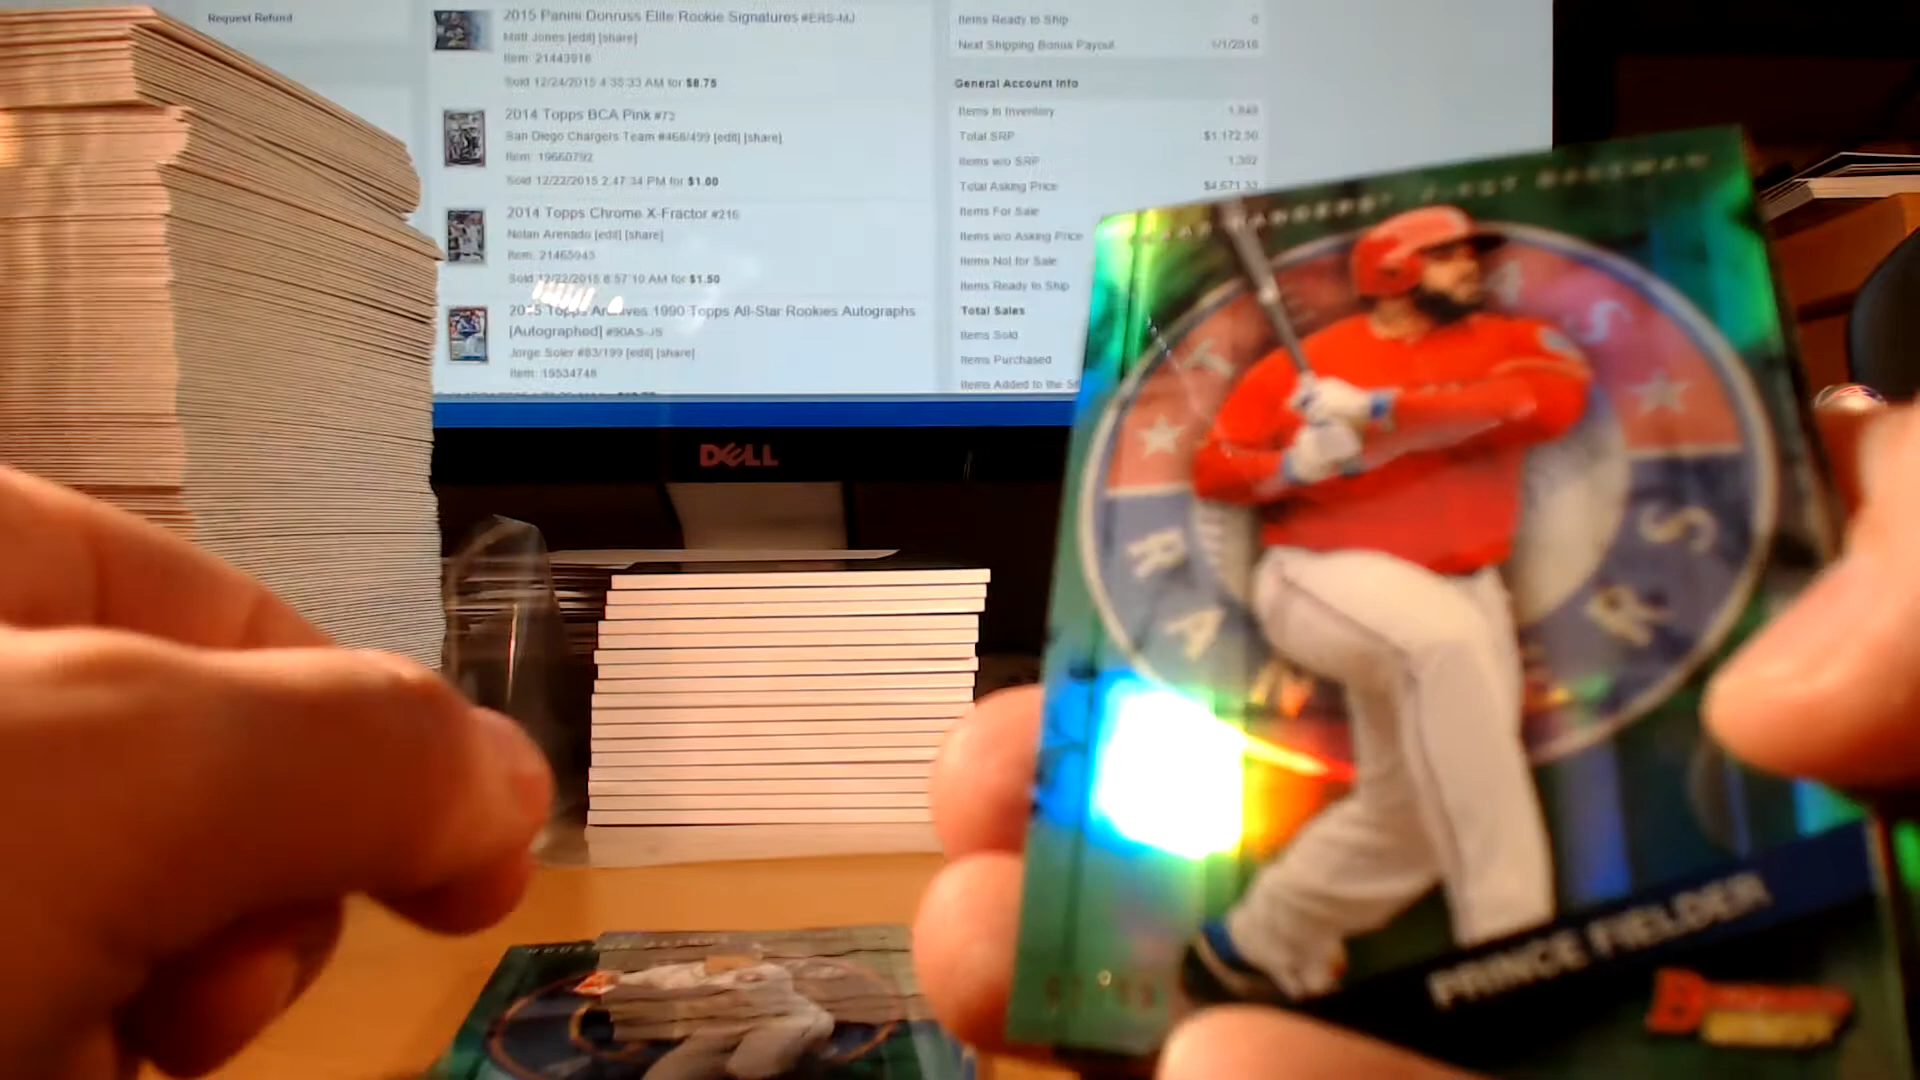 Request Refund
2015 Panini Donruss Elite Rookie Signatures #ERS-MJ
Matt Jones [edit] [share]
Item: 21443916
Sold 12/24/2015 4:35:33 AM for $8.75
2014 Topps BCA Pink #73
San Diego Chargers Team #468/499 [edit] [share]
Item: 19660792
Sold 12/22/2015 2:47:34 PM for $1.00
2014 Topps Chrome X-Fractor #216
Nolan Arenado [edit] [share]
Item: 21465945
Sold 12/22/2015 8:57:10 AM for $1.50
2015 Topps Archives 1990 Topps All-Star Rookies Autographs
[Autographed] #90AS-JS
Jorge Soler #83/199 [edit] [share]
Item: 19534748
Items Ready to Ship 0
Next Shipping Bonus Payout 1/1/2016
General Account Info
Items in Inventory
Total SRP $1,172.50
Items w/o SRP 1,302
Total Asking Price $4,571.33
Items For Sale
Items w/o Asking Price
Items Not for Sale
Items Ready to Ship
Total Sales
Items Sold
Items Purchased
Items Added to the
DELL
RANGERS' FIRST BASEMAN
PRINCE FIELDER